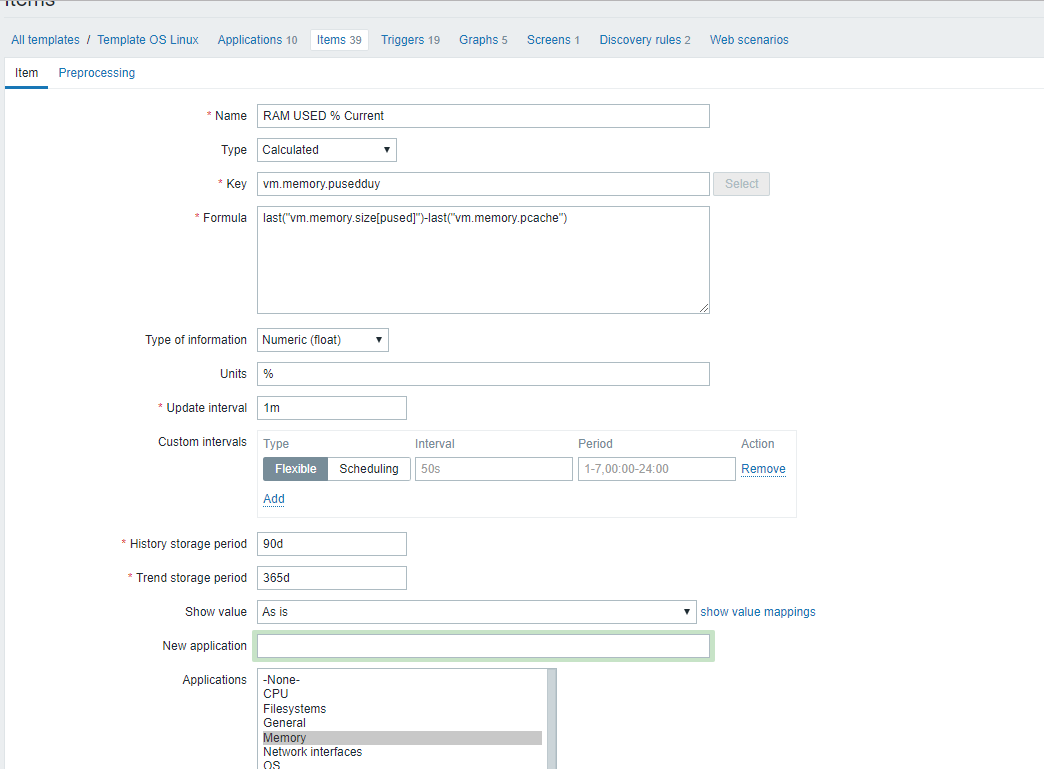 Items
All templates / Template OS Linux Applications 10 Items 39 Triggers 19 Graphs 5 Screens 1 Discovery rules 2 Web scenarios
Item Preprocessing
* Name RAM USED % Current
Type Calculated
* Key vm.memory.pusedduy Select
* Formula last("vm.memory.size[pused]")-last("vm.memory.pcache")
Type of information Numeric (float)
Units %
* Update interval 1m
Custom intervals Type Interval Period Action
Flexible Scheduling 50s 1-7,00:00-24:00 Remove
Add
* History storage period 90d
* Trend storage period 365d
Show value As is show value mappings
New application
Applications -None-
CPU
Filesystems
General
Memory
Network interfaces
OS